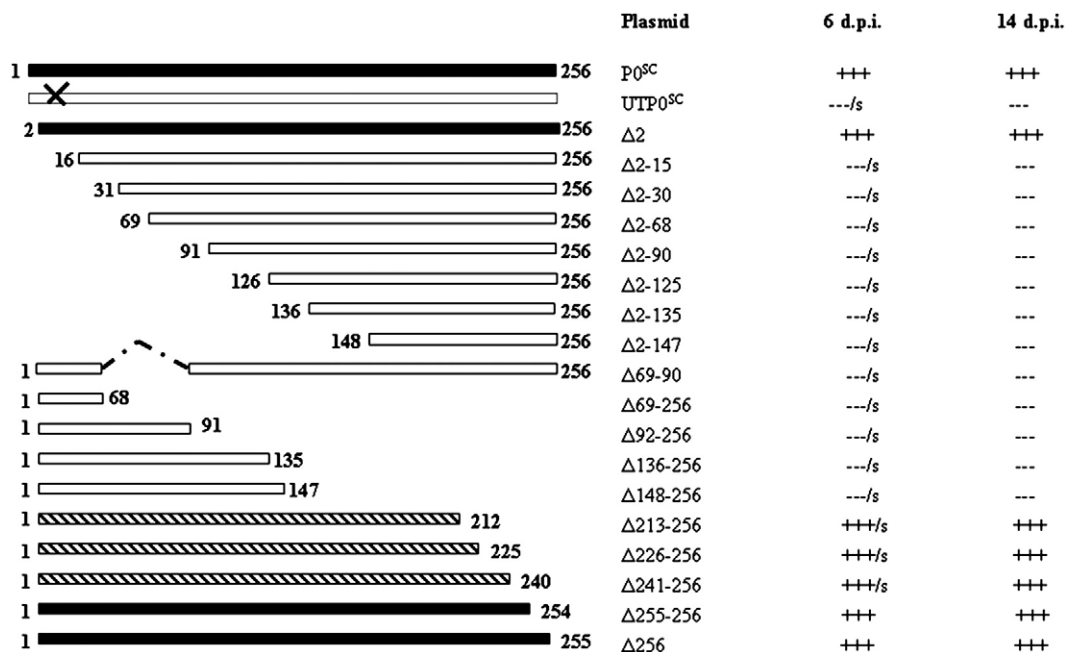 Plasmid 6 d.p.i. 14 d.p.i.
1 256 P0SC +++ +++
UTP0SC ---/s ---
2 256 Δ2 +++ +++
16 256 Δ2-15 ---/s ---
31 256 Δ2-30 ---/s ---
69 256 Δ2-68 ---/s ---
91 256 Δ2-90 ---/s ---
126 256 Δ2-125 ---/s ---
136 256 Δ2-135 ---/s ---
148 256 Δ2-147 ---/s ---
1 256 Δ69-90 ---/s ---
1 68 Δ69-256 ---/s ---
1 91 Δ92-256 ---/s ---
1 135 Δ136-256 ---/s ---
1 147 Δ148-256 ---/s ---
1 212 Δ213-256 +++/s +++
1 225 Δ226-256 +++/s +++
1 240 Δ241-256 +++/s +++
1 254 Δ255-256 +++ +++
1 255 Δ256 +++ +++